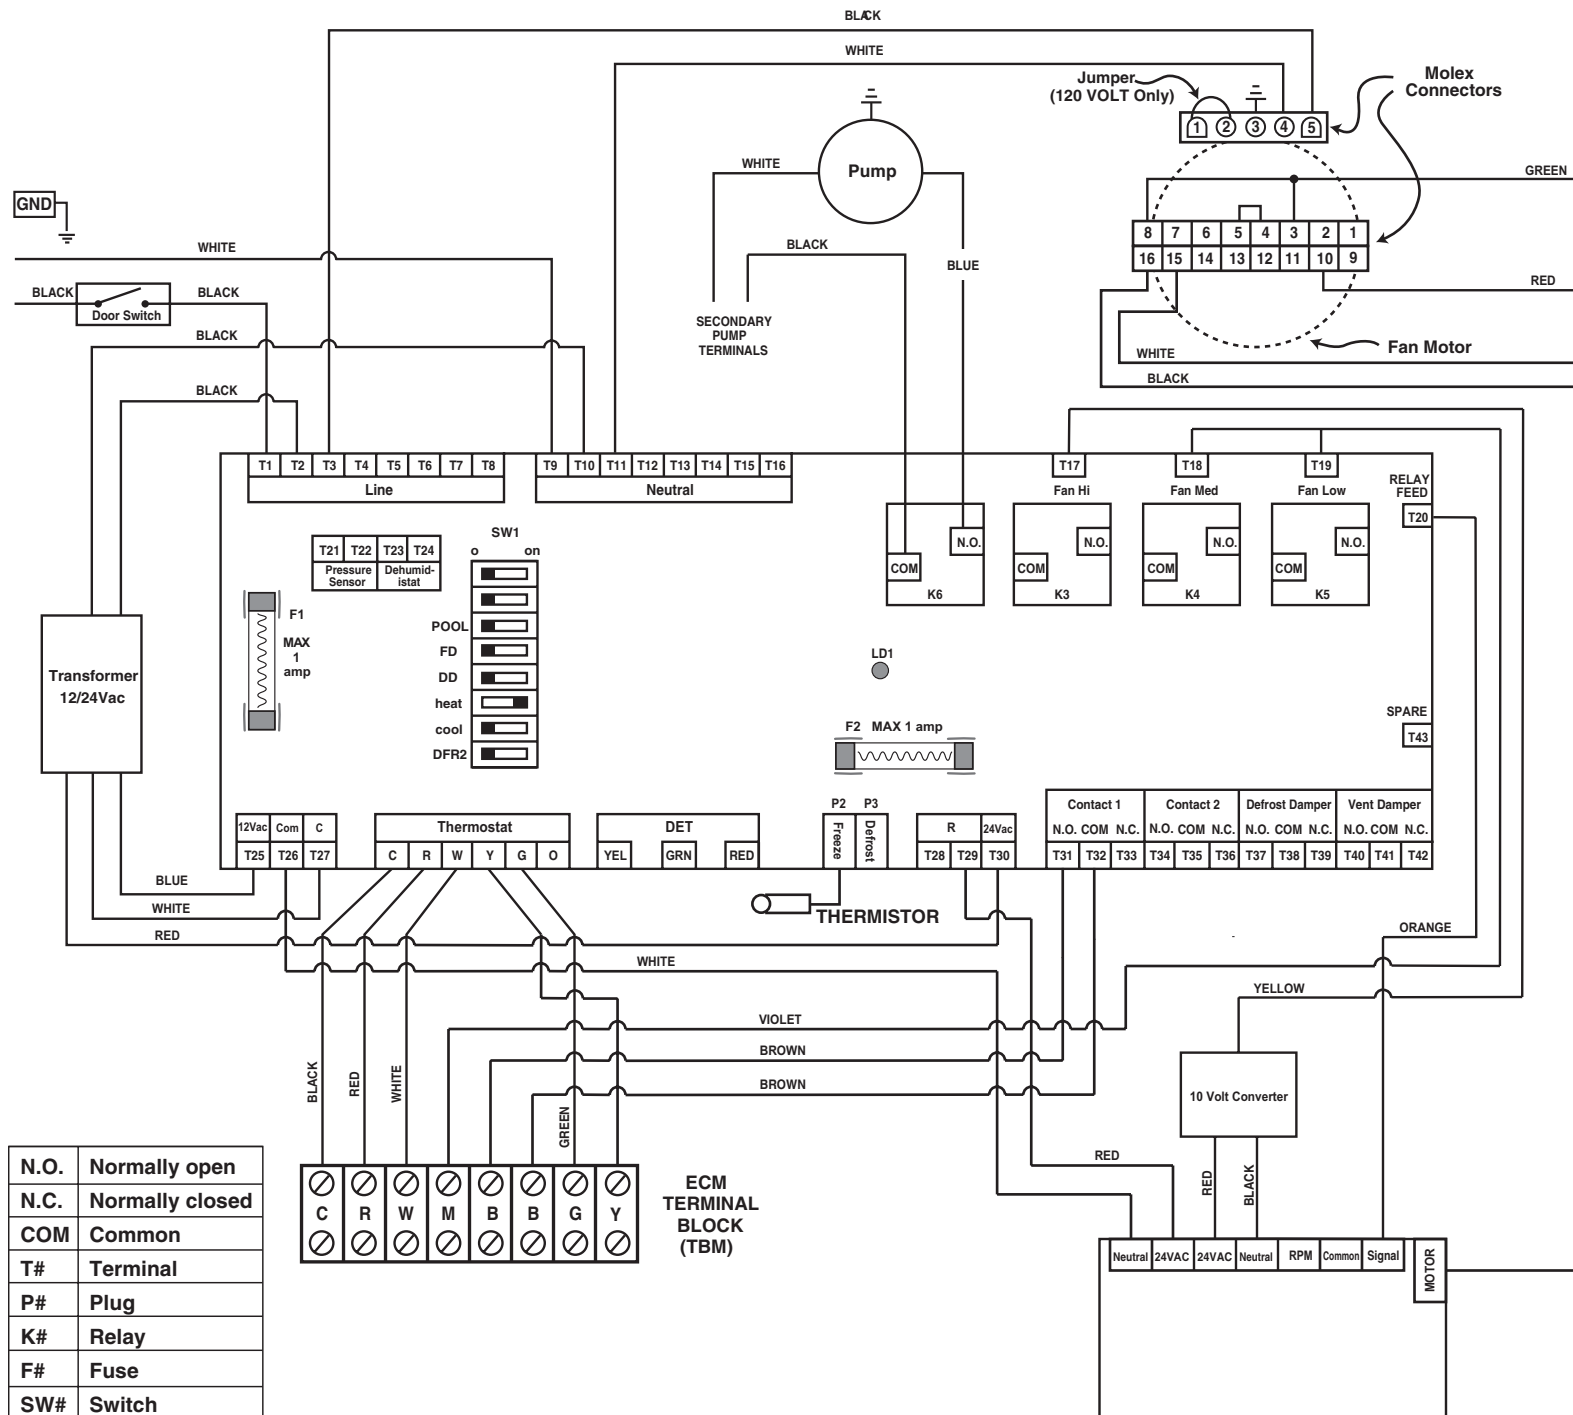 BLACK
WHITE
Jumper
(120 VOLT Only)
Molex
Connectors
1 2 3 4 5
WHITE
Pump
GREEN
GND
8 7 6 5 4 3 2 1
16 15 14 13 12 11 10 9
WHITE
BLACK
BLUE
BLACK
BLACK
Door Switch
RED
SECONDARY
PUMP
TERMINALS
BLACK
WHITE
Fan Motor
BLACK
BLACK
T1 T2 T3 T4 T5 T6 T7 T8
Line
T9 T10 T11 T12 T13 T14 T15 T16
Neutral
T17
Fan Hi
T18
Fan Med
T19
Fan Low
RELAY
FEED
T20
SW1
o on
T21 T22 T23 T24
Pressure
Sensor
Dehumid-
istat
N.O.
COM
K6
N.O.
COM
K3
N.O.
COM
K4
N.O.
COM
K5
F1
MAX
1
amp
POOL
FD
DD
heat
cool
DFR2
LD1
Transformer
12/24Vac
F2 MAX 1 amp
SPARE
T43
12Vac Com C
T25 T26 T27
Thermostat
C R W Y G O
DET
YEL GRN RED
P2 P3
Freeze
Defrost
R 24Vac
T28 T29 T30
Contact 1 Contact 2 Defrost Damper Vent Damper
N.O. COM N.C. N.O. COM N.C. N.O. COM N.C. N.O. COM N.C.
T31 T32 T33 T34 T35 T36 T37 T38 T39 T40 T41 T42
BLUE
WHITE
RED
THERMISTOR
ORANGE
WHITE
YELLOW
VIOLET
BROWN
BROWN
BLACK
RED
WHITE
GREEN
10 Volt Converter
RED
RED
BLACK
C R W M B B G Y
ECM
TERMINAL
BLOCK
(TBM)
Neutral 24VAC 24VAC Neutral RPM Common Signal
MOTOR
N.O. Normally open
N.C. Normally closed
COM Common
T# Terminal
P# Plug
K# Relay
F# Fuse
SW# Switch